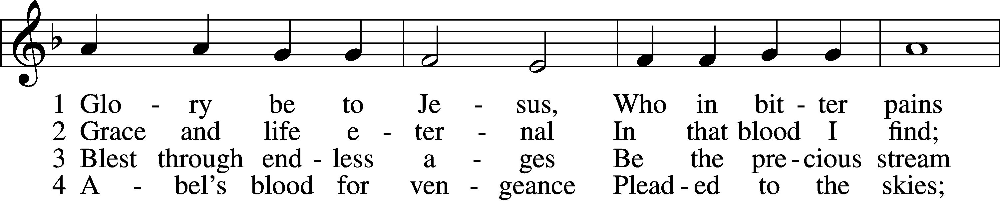 1 Glo - ry be to Je - sus, Who in bit - ter pains
2 Grace and life e - ter - nal In that blood I find;
3 Blest through end - less a - ges Be the pre - cious stream
4 A - bel's blood for ven - geance Plead - ed to the skies;